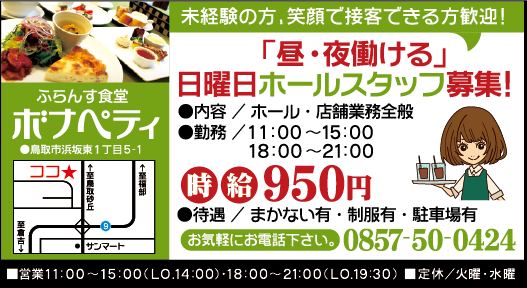 未経験の方,笑顔で接客できる方歓迎!
「昼・夜働ける」
日曜日ホールスタッフ募集!
●内容 ／ ホール・店舗業務全般
●勤務 ／ 11:00〜15:00
18:00〜21:00
時給950円
●待遇 ／ まかない有・制服有・駐車場有
お気軽にお電話下さい。 0857-50-0424
ふらんす食堂
ボナペティ
●鳥取市浜坂東1丁目5-1
ココ★
↑至鳥取砂丘
↑至福部
9
至倉吉↓
サンマート
■営業11:00〜15:00(L.O.14:00)・18:00〜21:00(L.O.19:30) ■定休／火曜・水曜